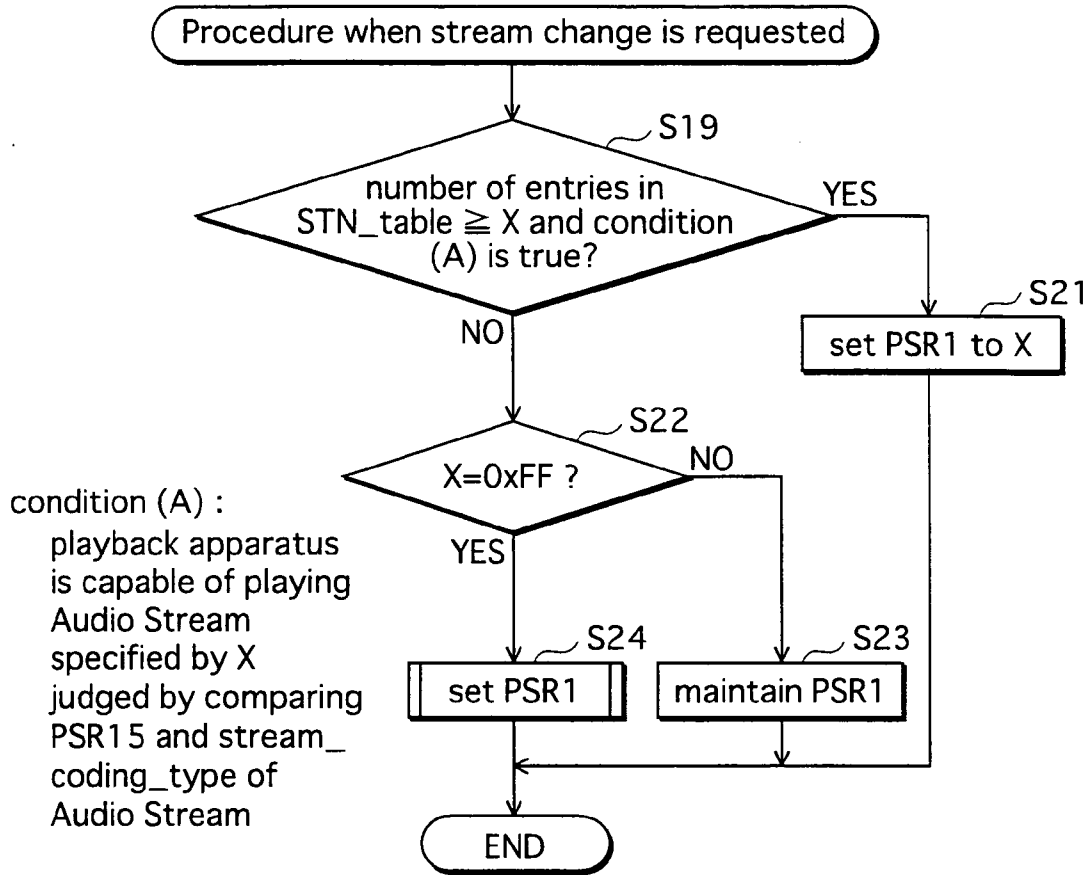 Procedure when stream change is requested
S19
number of entries in
STN_table ≧ X and condition
(A) is true?
YES
NO
S21
set PSR1 to X
S22
X=0xFF ?
NO
YES
condition (A) :
playback apparatus
is capable of playing
Audio Stream
specified by X
judged by comparing
PSR15 and stream_
coding_type of
Audio Stream
S24
set PSR1
S23
maintain PSR1
END